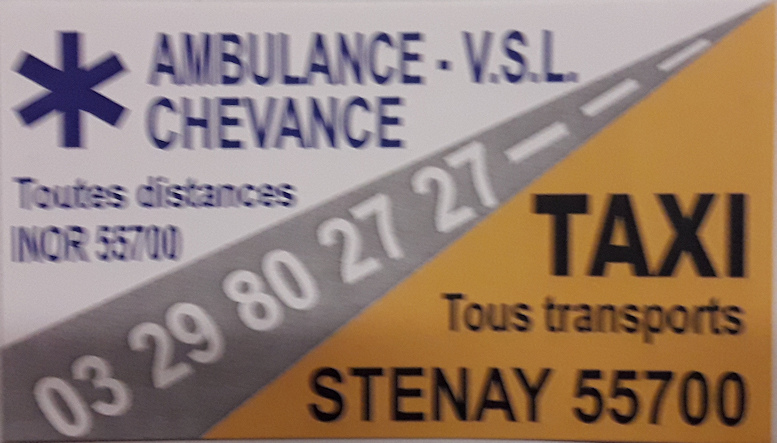 AMBULANCE - V.S.L.
CHEVANCE
Toutes distances
INOR 55700
03 29 80 27 27
TAXI
Tous transports
STENAY 55700